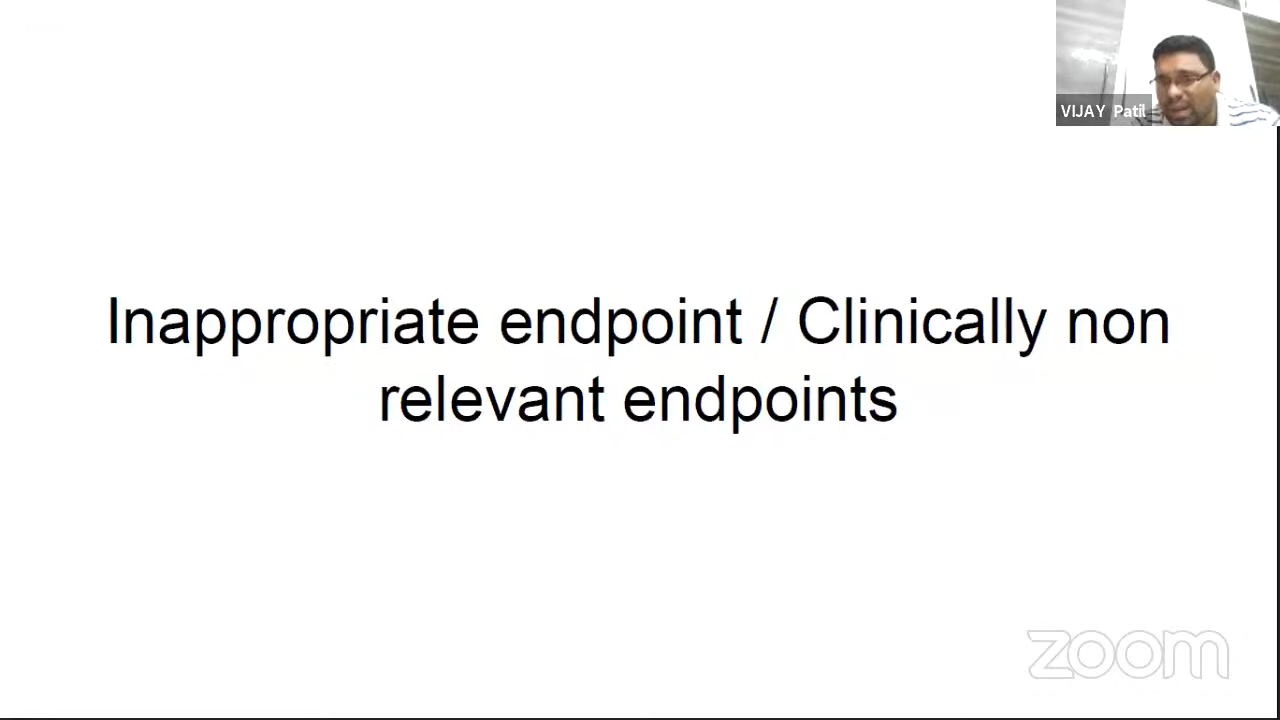 VIJAY Patil
Inappropriate endpoint / Clinically non
relevant endpoints
zoom